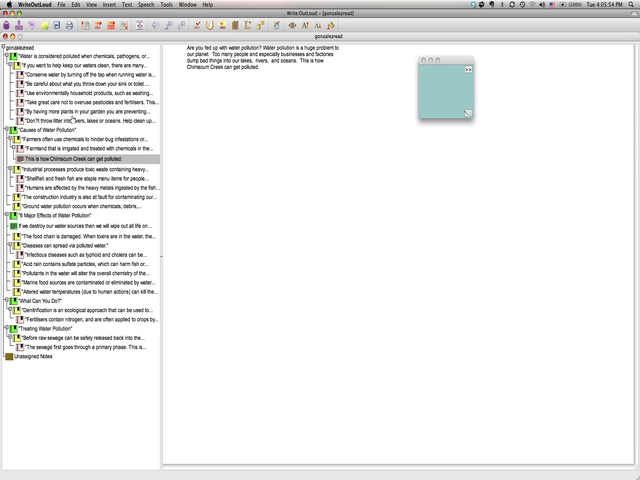 WriteOutLoud File Edit View Insert Text Speech Tools Window Help (100%) Tue 4:05:54 PM
Write:OutLoud - [gonzalezread]
gonzalezread
gonzalezread
"Water is considered polluted when chemicals, pathogens, or...
"If you want to help keep our waters clean, there are many...
"Conserve water by turning off the tap when running water is...
"Be careful about what you throw down your sink or toilet....
"Use environmentally household products, such as washing...
"Take great care not to overuse pesticides and fertilisers. This...
"By having more plants in your garden you are preventing...
"Don't throw litter into rivers, lakes or oceans. Help clean up...
"Causes of Water Pollution"
"Farmers often use chemicals to hinder bug infestations or...
"Farmland that is irrigated and treated with chemicals in the...
This is how Chimacum Creek can get polluted.
"Industrial processes produce toxic waste containing heavy...
"Shellfish and fresh fish are staple menu items for people...
"Humans are affected by the heavy metals ingested by the fish...
"The construction industry is also at fault for contaminating our...
"Ground water pollution occurs when chemicals, debris,...
"6 Major Effects of Water Pollution"
If we destroy our water sources then we will wipe out all life on...
"The food chain is damaged. When toxins are in the water, the...
"Diseases can spread via polluted water."
"Infectious diseases such as typhoid and cholera can be...
"Acid rain contains sulfate particles, which can harm fish or...
"Pollutants in the water will alter the overall chemistry of the...
"Marine food sources are contaminated or eliminated by water...
"Altered water temperatures (due to human actions) can kill the...
"What Can You Do?"
"Denitrification is an ecological approach that can be used to...
"Fertilisers contain nitrogen, and are often applied to crops by...
"Treating Water Pollution"
"Before raw sewage can be safely released back into the...
"The sewage first goes through a primary phase. This is...
Unassigned Notes
Are you fed up with water pollution? Water pollution is a huge problem to
our planet. Too many people and especially businesses and factories
dump bad things into our lakes, rivers, and oceans. This is how
Chimacum Creek can get polluted.